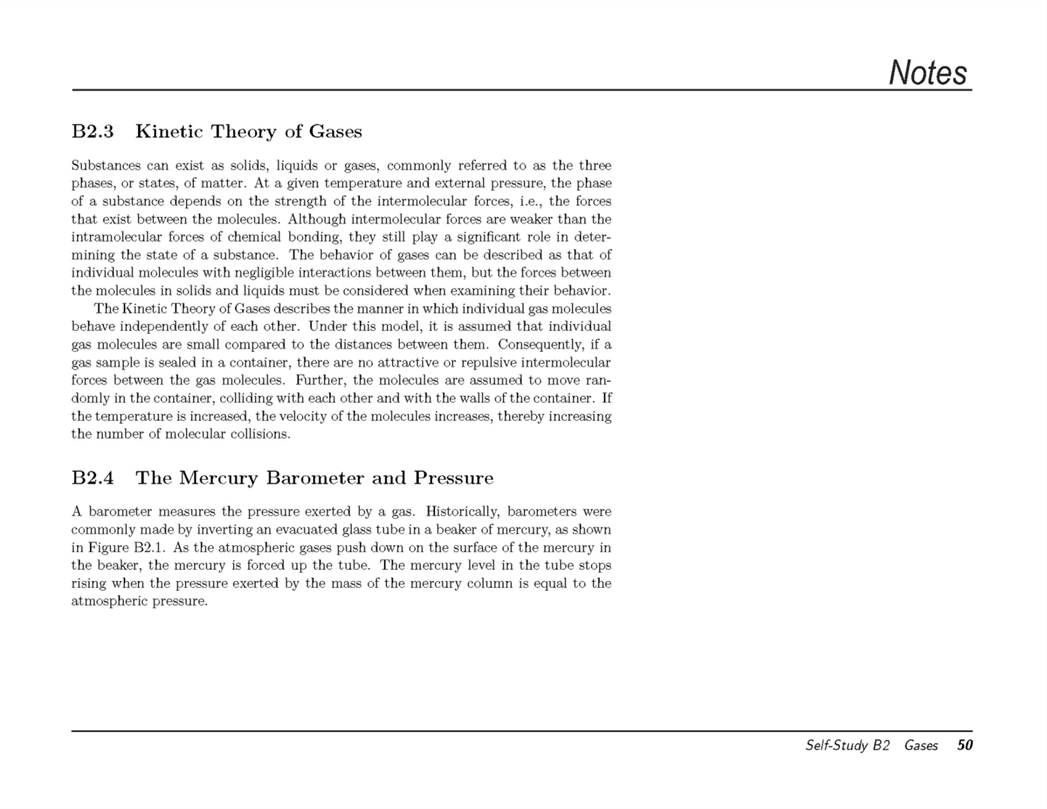 Notes
B2.3 Kinetic Theory of Gases
Substances can exist as solids, liquids or gases, commonly referred to as the three
phases, or states, of matter. At a given temperature and external pressure, the phase
of a substance depends on the strength of the intermolecular forces, i.e., the forces
that exist between the molecules. Although intermolecular forces are weaker than the
intramolecular forces of chemical bonding, they still play a significant role in deter-
mining the state of a substance. The behavior of gases can be described as that of
individual molecules with negligible interactions between them, but the forces between
the molecules in solids and liquids must be considered when examining their behavior.
The Kinetic Theory of Gases describes the manner in which individual gas molecules
behave independently of each other. Under this model, it is assumed that individual
gas molecules are small compared to the distances between them. Consequently, if a
gas sample is sealed in a container, there are no attractive or repulsive intermolecular
forces between the gas molecules. Further, the molecules are assumed to move ran-
domly in the container, colliding with each other and with the walls of the container. If
the temperature is increased, the velocity of the molecules increases, thereby increasing
the number of molecular collisions.
B2.4 The Mercury Barometer and Pressure
A barometer measures the pressure exerted by a gas. Historically, barometers were
commonly made by inverting an evacuated glass tube in a beaker of mercury, as shown
in Figure B2.1. As the atmospheric gases push down on the surface of the mercury in
the beaker, the mercury is forced up the tube. The mercury level in the tube stops
rising when the pressure exerted by the mass of the mercury column is equal to the
atmospheric pressure.
Self-Study B2 Gases 50